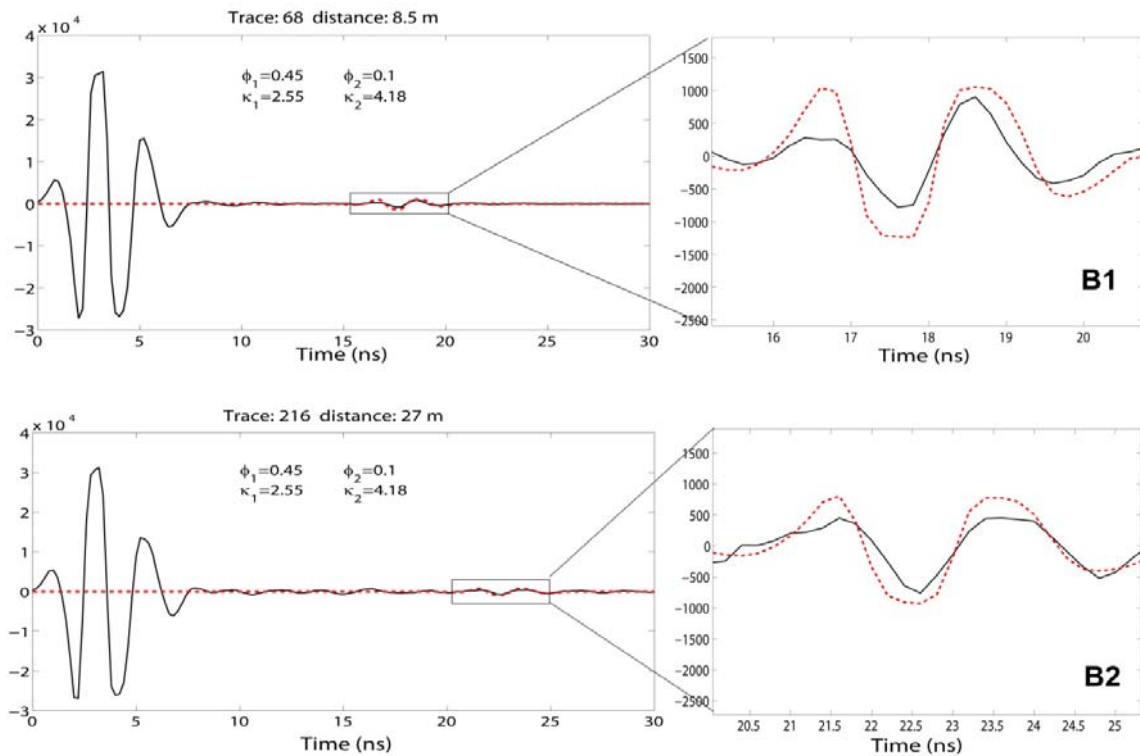 Trace: 68 distance: 8.5 m
× 10 4
4
3
2
1
0
−1
−2
−3
ϕ1=0.45 ϕ2=0.1
κ1=2.55 κ2=4.18
0 5 10 15 20 25 30
Time (ns)
1500
1000
500
0
−500
−1000
−1500
−2000
−2500
B1
16 17 18 19 20
Time (ns)
Trace: 216 distance: 27 m
× 10 4
4
3
2
1
0
−1
−2
−3
ϕ1=0.45 ϕ2=0.1
κ1=2.55 κ2=4.18
0 5 10 15 20 25 30
Time (ns)
1500
1000
500
0
−500
−1000
−1500
−2000
−2500
B2
20.5 21 21.5 22 22.5 23 23.5 24 24.5 25
Time (ns)